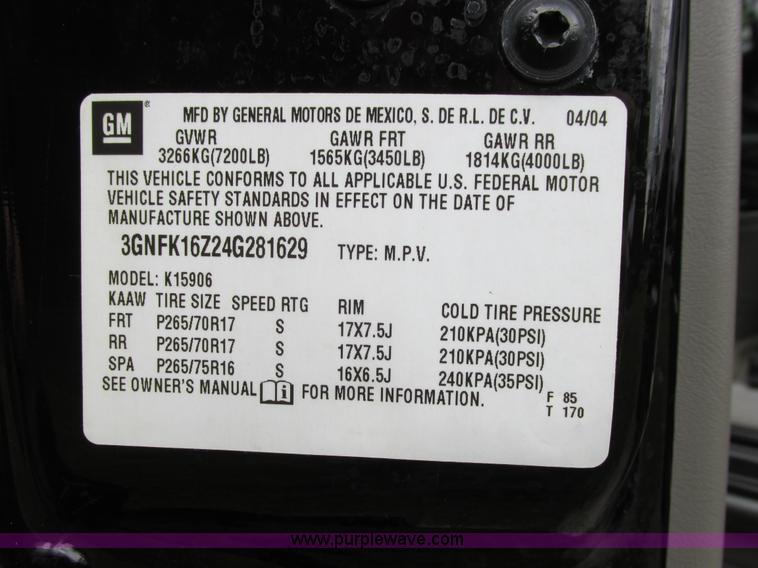 GM ® MFD BY GENERAL MOTORS DE MEXICO, S. DE R.L. DE C.V. 04/04
GVWR GAWR FRT GAWR RR
3266KG(7200LB) 1565KG(3450LB) 1814KG(4000LB)
THIS VEHICLE CONFORMS TO ALL APPLICABLE U.S. FEDERAL MOTOR
VEHICLE SAFETY STANDARDS IN EFFECT ON THE DATE OF
MANUFACTURE SHOWN ABOVE.
3GNFK16Z24G281629 TYPE: M.P.V.
MODEL: K15906
KAAW TIRE SIZE SPEED RTG RIM COLD TIRE PRESSURE
FRT P265/70R17 S 17X7.5J 210KPA(30PSI)
RR P265/70R17 S 17X7.5J 210KPA(30PSI)
SPA P265/75R16 S 16X6.5J 240KPA(35PSI)
SEE OWNER'S MANUAL i FOR MORE INFORMATION.
F 85
T 170
www.purplewave.com